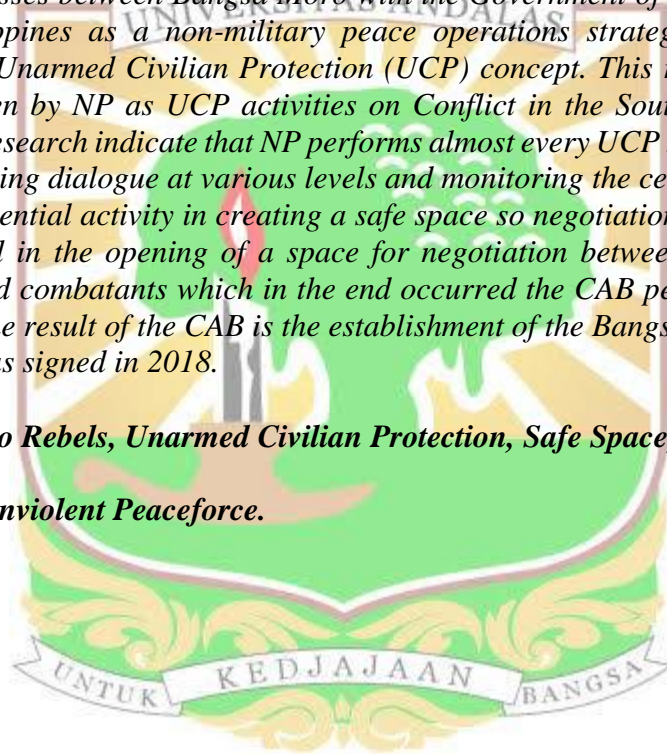 sses between Bangsa Moro with the Government of
ppines as a non-military peace operations strateg
Unarmed Civilian Protection (UCP) concept. This
en by NP as UCP activities on Conflict in the Sou
esearch indicate that NP performs almost every UCP
ing dialogue at various levels and monitoring the ce
ential activity in creating a safe space so negotiation
d in the opening of a space for negotiation between
d combatants which in the end occurred the CAB pe
e result of the CAB is the establishment of the Bangs
as signed in 2018.
o Rebels, Unarmed Civilian Protection, Safe Space,
nviolent Peaceforce.
UNTUK KEDJAJAAN BANGSA